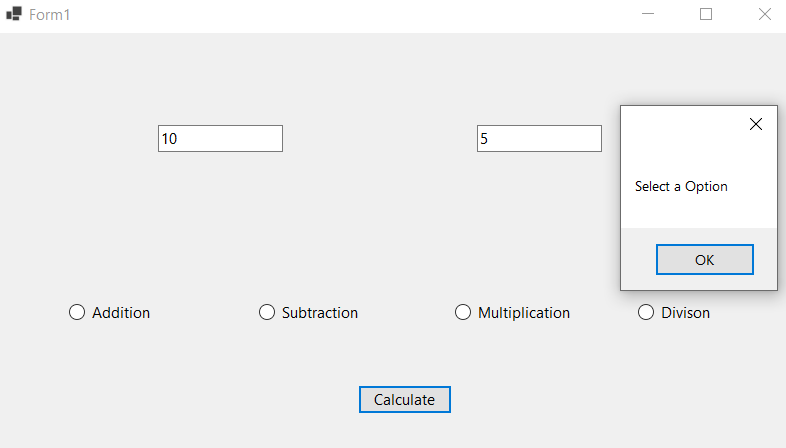 Form1
10
5
Select a Option
OK
Addition
Subtraction
Multiplication
Divison
Calculate